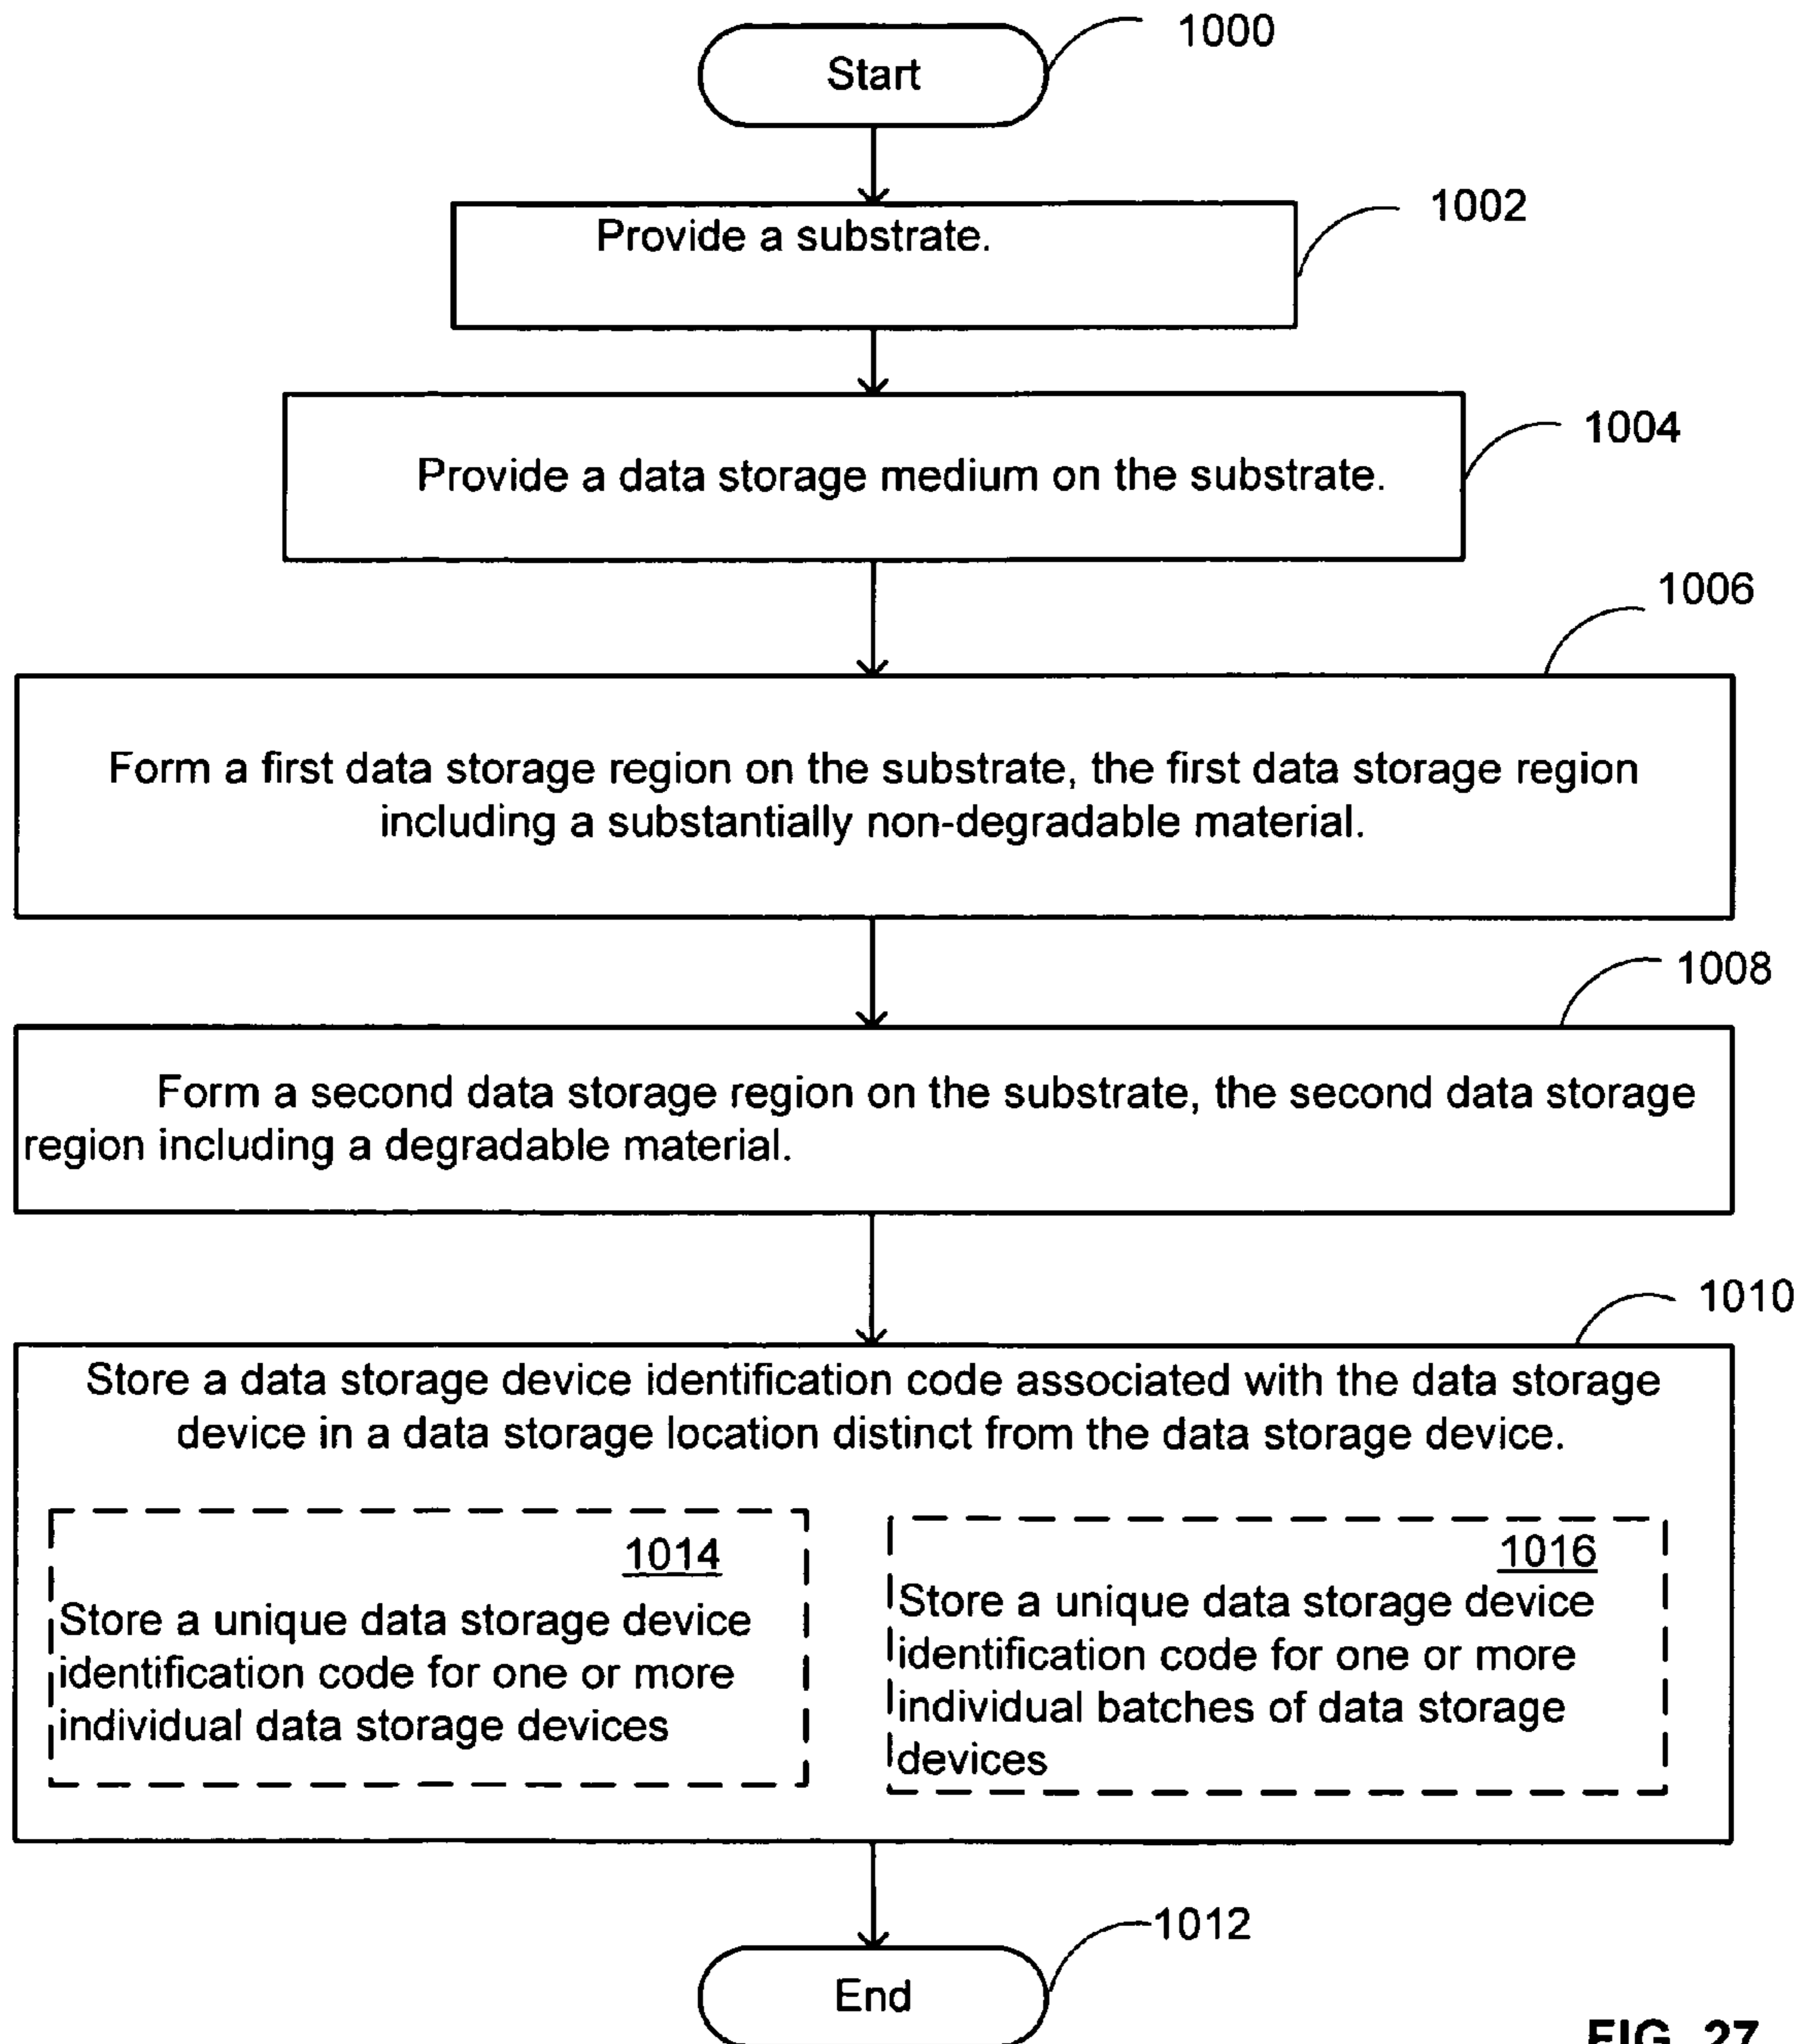 1000
Start
1002
Provide a substrate.
1004
Provide a data storage medium on the substrate.
1006
Form a first data storage region on the substrate, the first data storage region
including a substantially non-degradable material.
1008
Form a second data storage region on the substrate, the second data storage
region including a degradable material.
1010
Store a data storage device identification code associated with the data storage
device in a data storage location distinct from the data storage device.
1014
Store a unique data storage device
identification code for one or more
individual data storage devices
1016
Store a unique data storage device
identification code for one or more
individual batches of data storage
devices
1012
End
FIG. 27